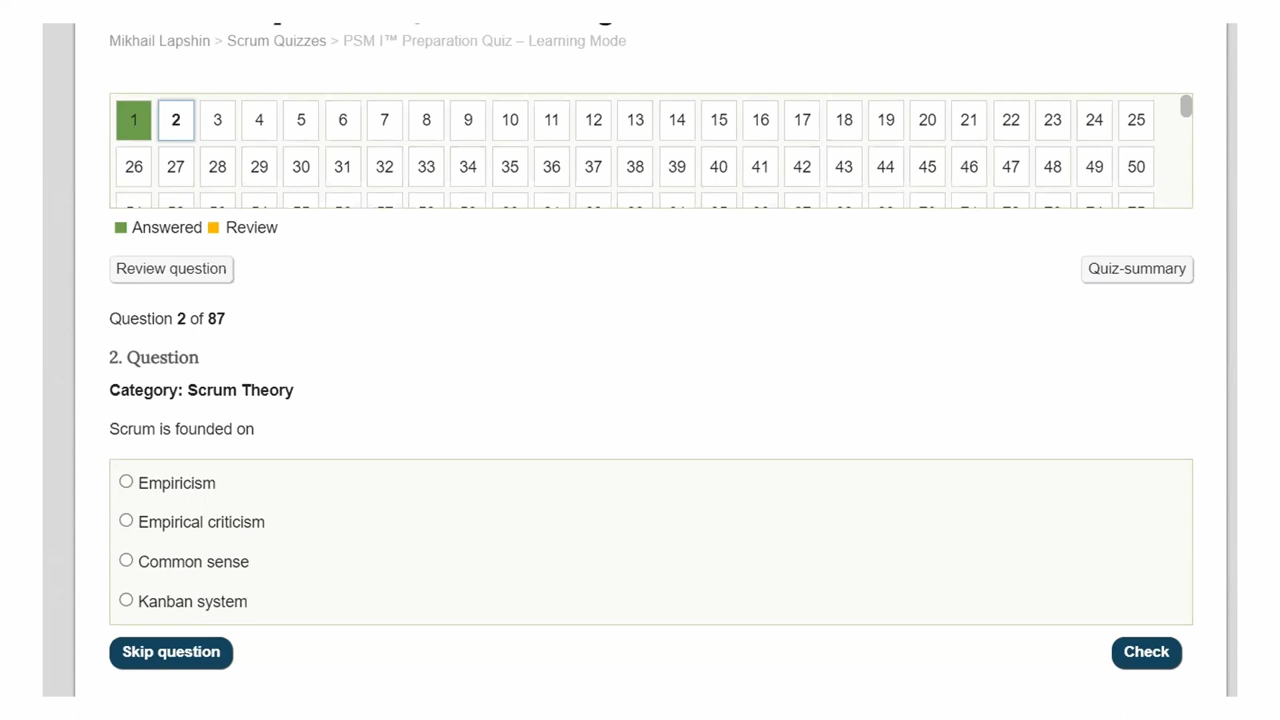 Mikhail Lapshin > Scrum Quizzes > PSM I™ Preparation Quiz – Learning Mode
1 2 3 4 5 6 7 8 9 10 11 12 13 14 15 16 17 18 19 20 21 22 23 24 25
26 27 28 29 30 31 32 33 34 35 36 37 38 39 40 41 42 43 44 45 46 47 48 49 50
Answered Review
Review question Quiz-summary
Question 2 of 87
2. Question
Category: Scrum Theory
Scrum is founded on
Empiricism
Empirical criticism
Common sense
Kanban system
Skip question Check